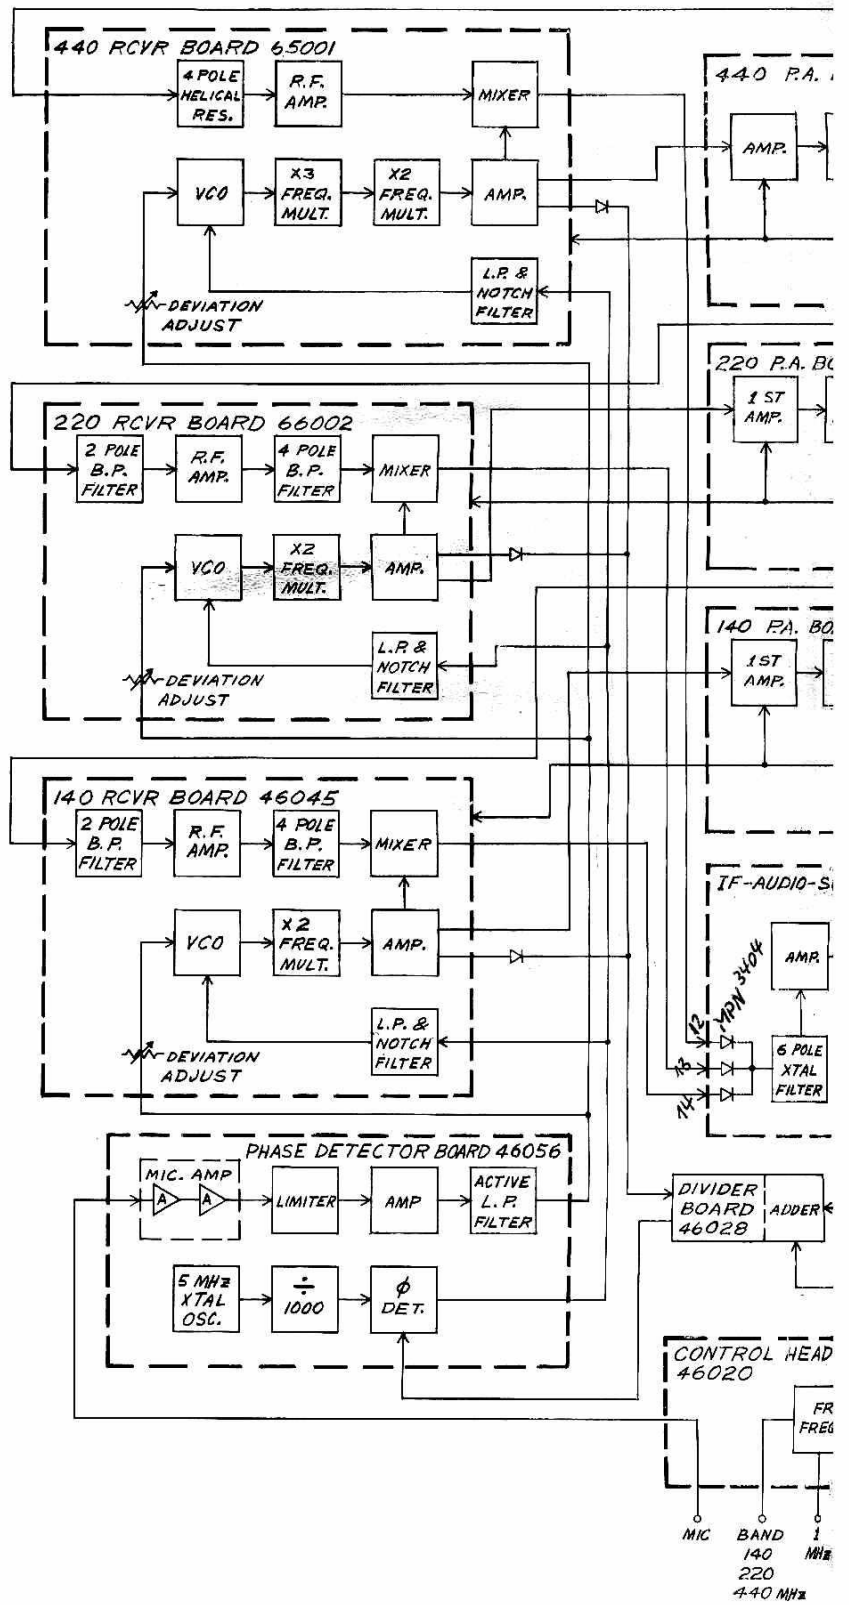 440 RCVR BOARD 65001
4 POLE
HELICAL
RES.
R.F.
AMP.
MIXER
VCO
X3
FREQ.
MULT.
X2
FREQ.
MULT.
AMP.
L.P. &
NOTCH
FILTER
DEVIATION
ADJUST
440 P.A.
AMP.
220 RCVR BOARD 66002
2 POLE
B.P.
FILTER
R.F.
AMP.
4 POLE
B.P.
FILTER
MIXER
VCO
X2
FREQ.
MULT.
AMP.
L.P. &
NOTCH
FILTER
DEVIATION
ADJUST
220 P.A.
1 ST
AMP.
140 P.A.
1ST
AMP.
140 RCVR BOARD 46045
2 POLE
B.P.
FILTER
R.F.
AMP.
4 POLE
B.P.
FILTER
MIXER
VCO
X2
FREQ.
MULT.
AMP.
L.P. &
NOTCH
FILTER
DEVIATION
ADJUST
IF-AUDIO-
AMP.
MPN 3404
12
13
14
6 POLE
XTAL
FILTER
PHASE DETECTOR BOARD 46056
MIC. AMP
A
A
LIMITER
AMP
ACTIVE
L.P.
FILTER
5 MHz
XTAL
OSC.
÷
1000
ϕ
DET.
DIVIDER
BOARD
46028
ADDER
CONTROL HEAD
46020
MIC
BAND
140
220
440 MHz
1
MHz